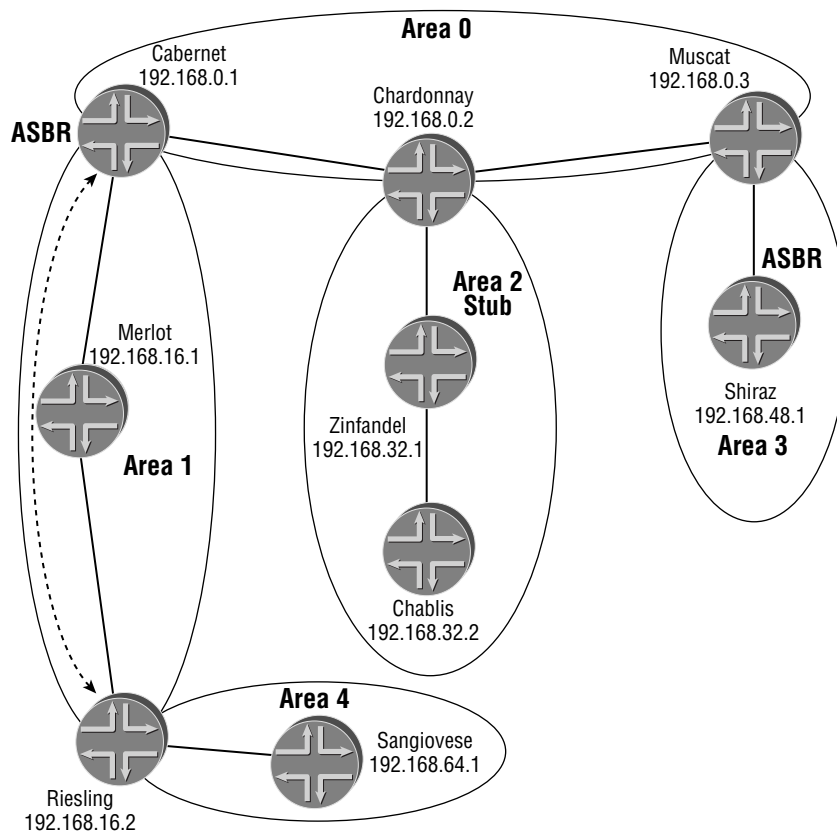 Area 0
Cabernet
192.168.0.1
Muscat
192.168.0.3
Chardonnay
192.168.0.2
ASBR
ASBR
Area 2
Stub
Merlot
192.168.16.1
Shiraz
192.168.48.1
Zinfandel
192.168.32.1
Area 3
Area 1
Chablis
192.168.32.2
Area 4
Sangiovese
192.168.64.1
Riesling
192.168.16.2